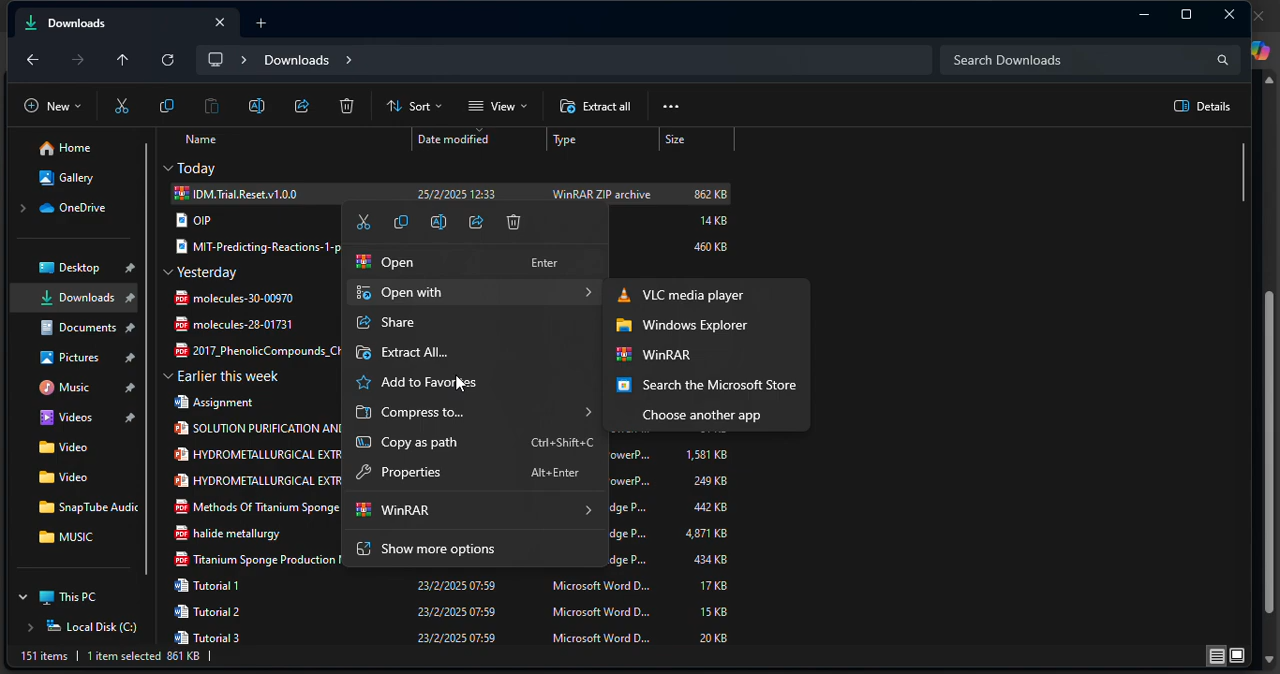 Downloads
Downloads
Search Downloads
New
Sort
View
Extract all
Details
Name Date modified Type Size
Home
Gallery
OneDrive
Desktop
Downloads
Documents
Pictures
Music
Videos
Video
Video
SnapTube Audio
MUSIC
This PC
Local Disk (C:)
Today
IDM.Trial.Reset.v1.0.0 25/2/2025 12:33 WinRAR ZIP archive 862 KB
OIP 14 KB
MIT-Predicting-Reactions-1-p 460 KB
Yesterday
molecules-30-00970
molecules-28-01731
2017_PhenolicCompounds_Ch
Earlier this week
Assignment
SOLUTION PURIFICATION AND
HYDROMETALLURGICAL EXTR owerP... 1,581 KB
HYDROMETALLURGICAL EXTR owerP... 249 KB
Methods Of Titanium Sponge dge P... 442 KB
halide metallurgy dge P... 4,871 KB
Titanium Sponge Production dge P... 434 KB
Tutorial 1 23/2/2025 07:59 Microsoft Word D... 17 KB
Tutorial 2 23/2/2025 07:59 Microsoft Word D... 15 KB
Tutorial 3 23/2/2025 07:59 Microsoft Word D... 20 KB
Open Enter
Open with
Share
Extract All...
Add to Favorites
Compress to...
Copy as path Ctrl+Shift+C
Properties Alt+Enter
WinRAR
Show more options
VLC media player
Windows Explorer
WinRAR
Search the Microsoft Store
Choose another app
151 items 1 item selected 861 KB